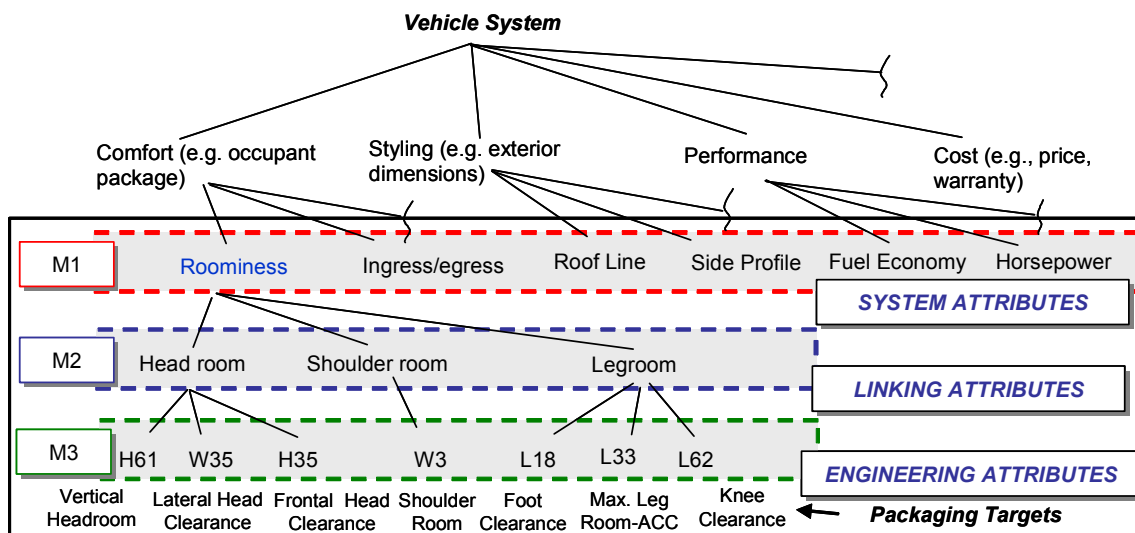 Vehicle System
Comfort (e.g. occupant
package)
Styling (e.g. exterior
dimensions)
Performance
Cost (e.g., price,
warranty)
M1
Roominess
Ingress/egress
Roof Line
Side Profile
Fuel Economy
Horsepower
SYSTEM ATTRIBUTES
M2
Head room
Shoulder room
Legroom
LINKING ATTRIBUTES
M3
H61
W35
H35
W3
L18
L33
L62
ENGINEERING ATTRIBUTES
Vertical
Headroom
Lateral Head
Clearance
Frontal Head
Clearance
Shoulder
Room
Foot
Clearance
Max. Leg
Room-ACC
Knee
Clearance
Packaging Targets